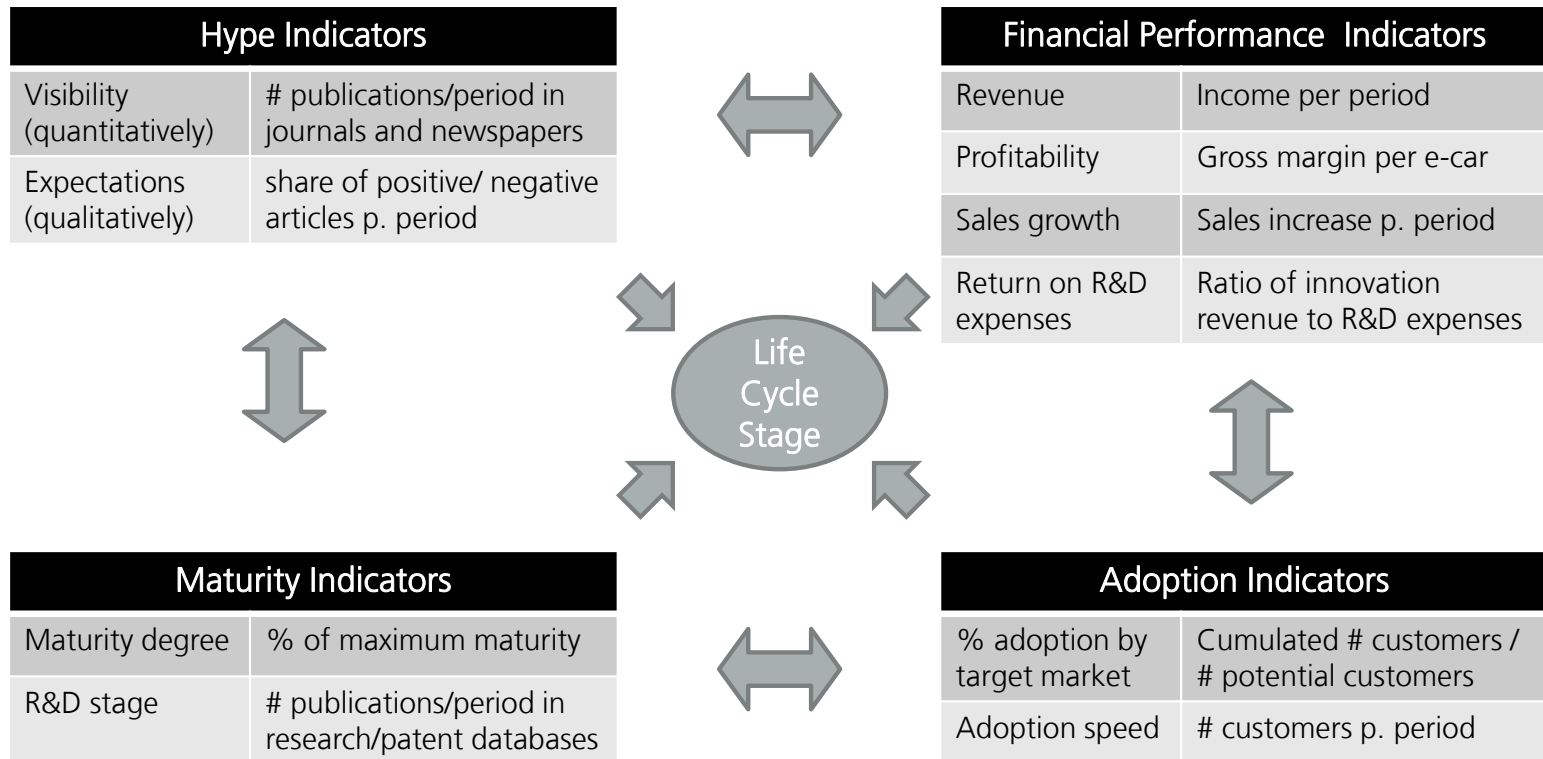 Hype Indicators
Visibility
(quantitatively)
# publications/period in
journals and newspapers
Expectations
(qualitatively)
share of positive/ negative
articles p. period
Financial Performance Indicators
Revenue
Income per period
Profitability
Gross margin per e-car
Sales growth
Sales increase p. period
Return on R&D
expenses
Ratio of innovation
revenue to R&D expenses
Life
Cycle
Stage
Maturity Indicators
Maturity degree
% of maximum maturity
R&D stage
# publications/period in
research/patent databases
Adoption Indicators
% adoption by
target market
Cumulated # customers /
# potential customers
Adoption speed
# customers p. period